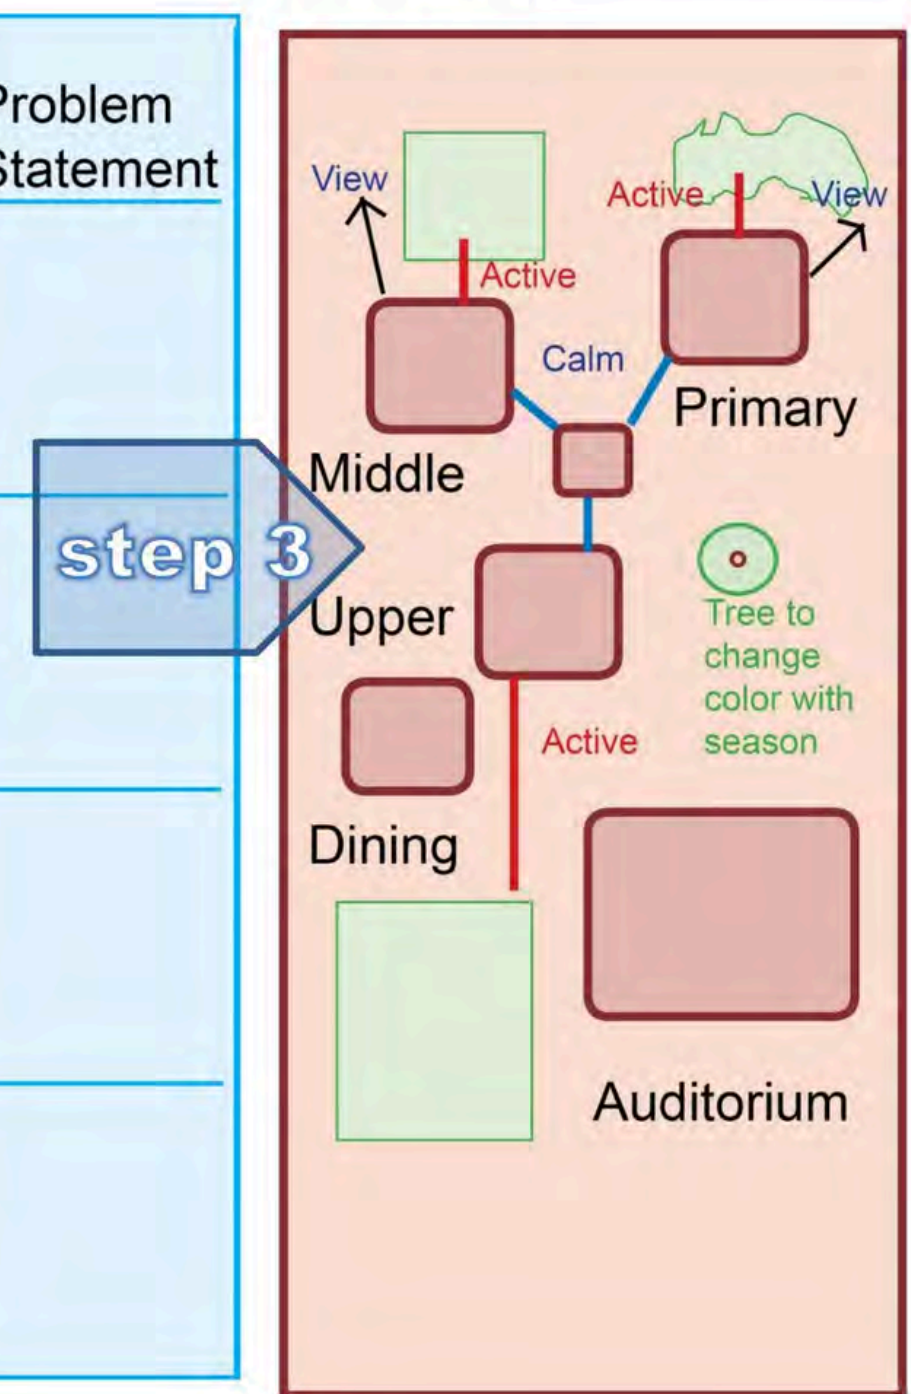 Problem
Statement
View
Active
View
Active
Calm
Primary
Middle
step 3
Upper
Tree to
change
color with
season
Active
Dining
Auditorium